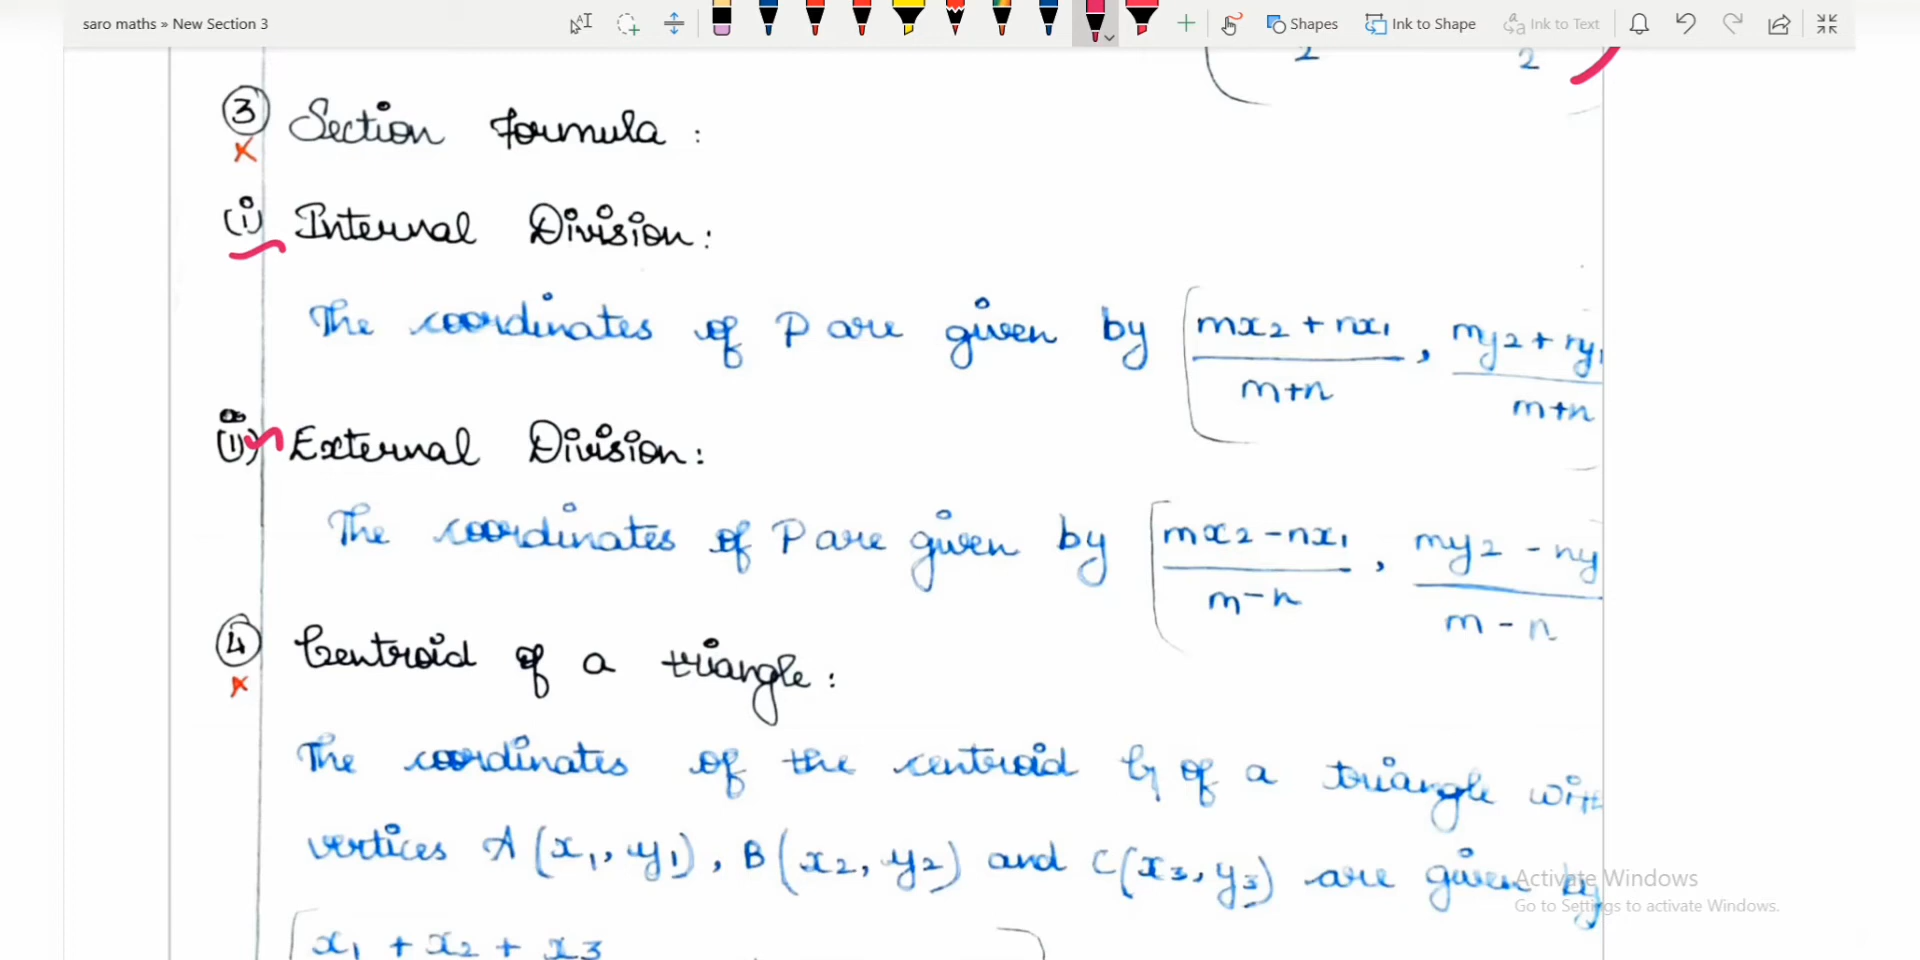 saro maths » New Section 3
Shapes Ink to Shape Ink to Text
2 2
3 Section formula :
(i) Internal Division :
The coordinates of P are given by ( mx2 + nx1 / m+n , my2 + ny1 / m+n
(ii) External Division :
The coordinates of P are given by ( mx2 - nx1 / m-n , my2 - ny / m - n
4 Centroid of a triangle :
The coordinates of the centroid G of a triangle with
vertices A(x1, y1), B(x2, y2) and C(x3, y3) are given by
x1 + x2 + x3
Activate Windows
Go to Settings to activate Windows.